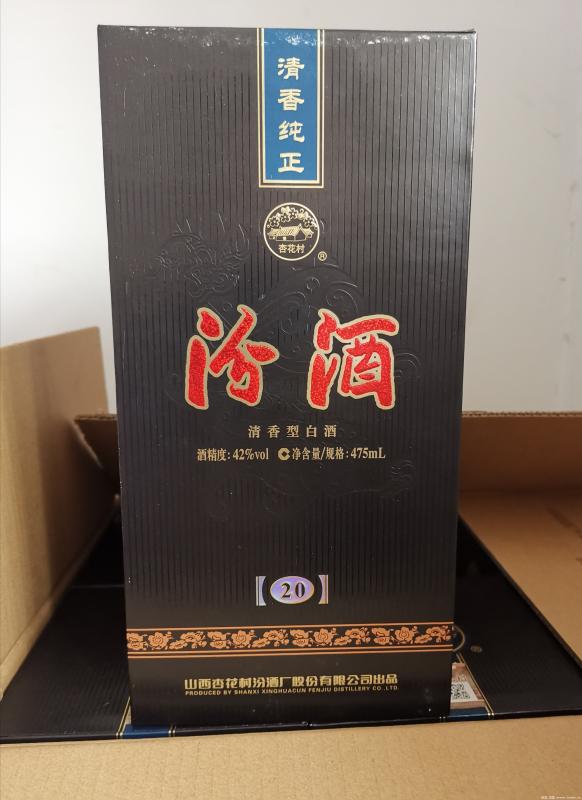 清香纯正
杏花村
®
汾酒
清香型白酒
酒精度:42%vol C净含量/规格:475mL
【20】
山西杏花村汾酒厂股份有限公司出品
PRODUCED BY SHANXI XINGHUACUN FENJIU DISTILLERY CO.,LTD.